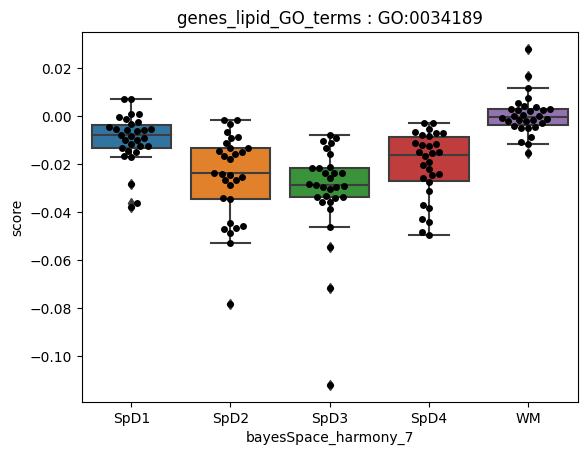 genes_lipid_GO_terms : GO:0034189
0.02
0.00
−0.02
−0.04
−0.06
−0.08
−0.10
score
SpD1 SpD2 SpD3 SpD4 WM
bayesSpace_harmony_7